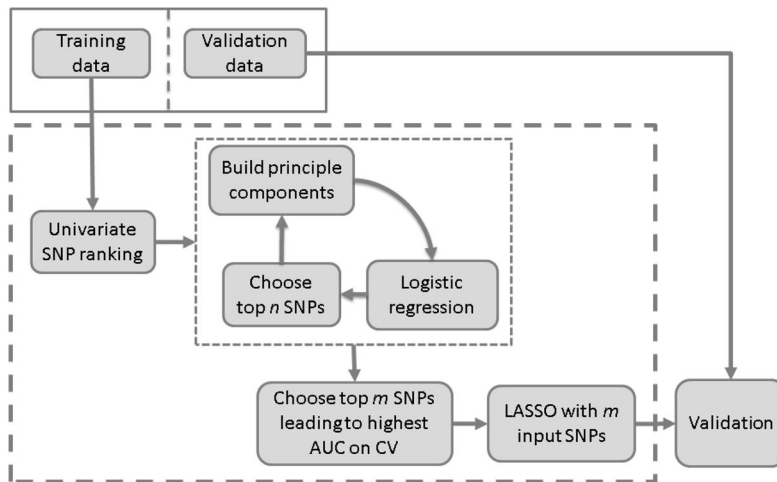 Training
data
Validation
data
Build principle
components
Univariate
SNP ranking
Choose
top n SNPs
Logistic
regression
Choose top m SNPs
leading to highest
AUC on CV
LASSO with m
input SNPs
Validation